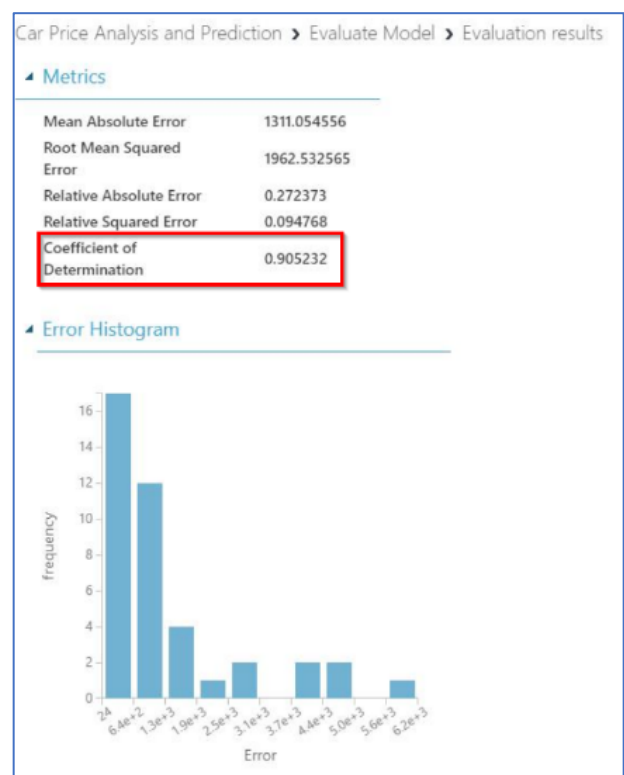 Car Price Analysis and Prediction > Evaluate Model > Evaluation results
Metrics
Mean Absolute Error 1311.054556
Root Mean Squared
Error 1962.532565
Relative Absolute Error 0.272373
Relative Squared Error 0.094768
Coefficient of
Determination 0.905232
Error Histogram
16
14
12
10
8
6
4
2
0
frequency
24 6.4e+2 1.3e+3 1.9e+3 2.5e+3 3.1e+3 3.7e+3 4.4e+3 5.0e+3 5.6e+3 6.2e+3
Error